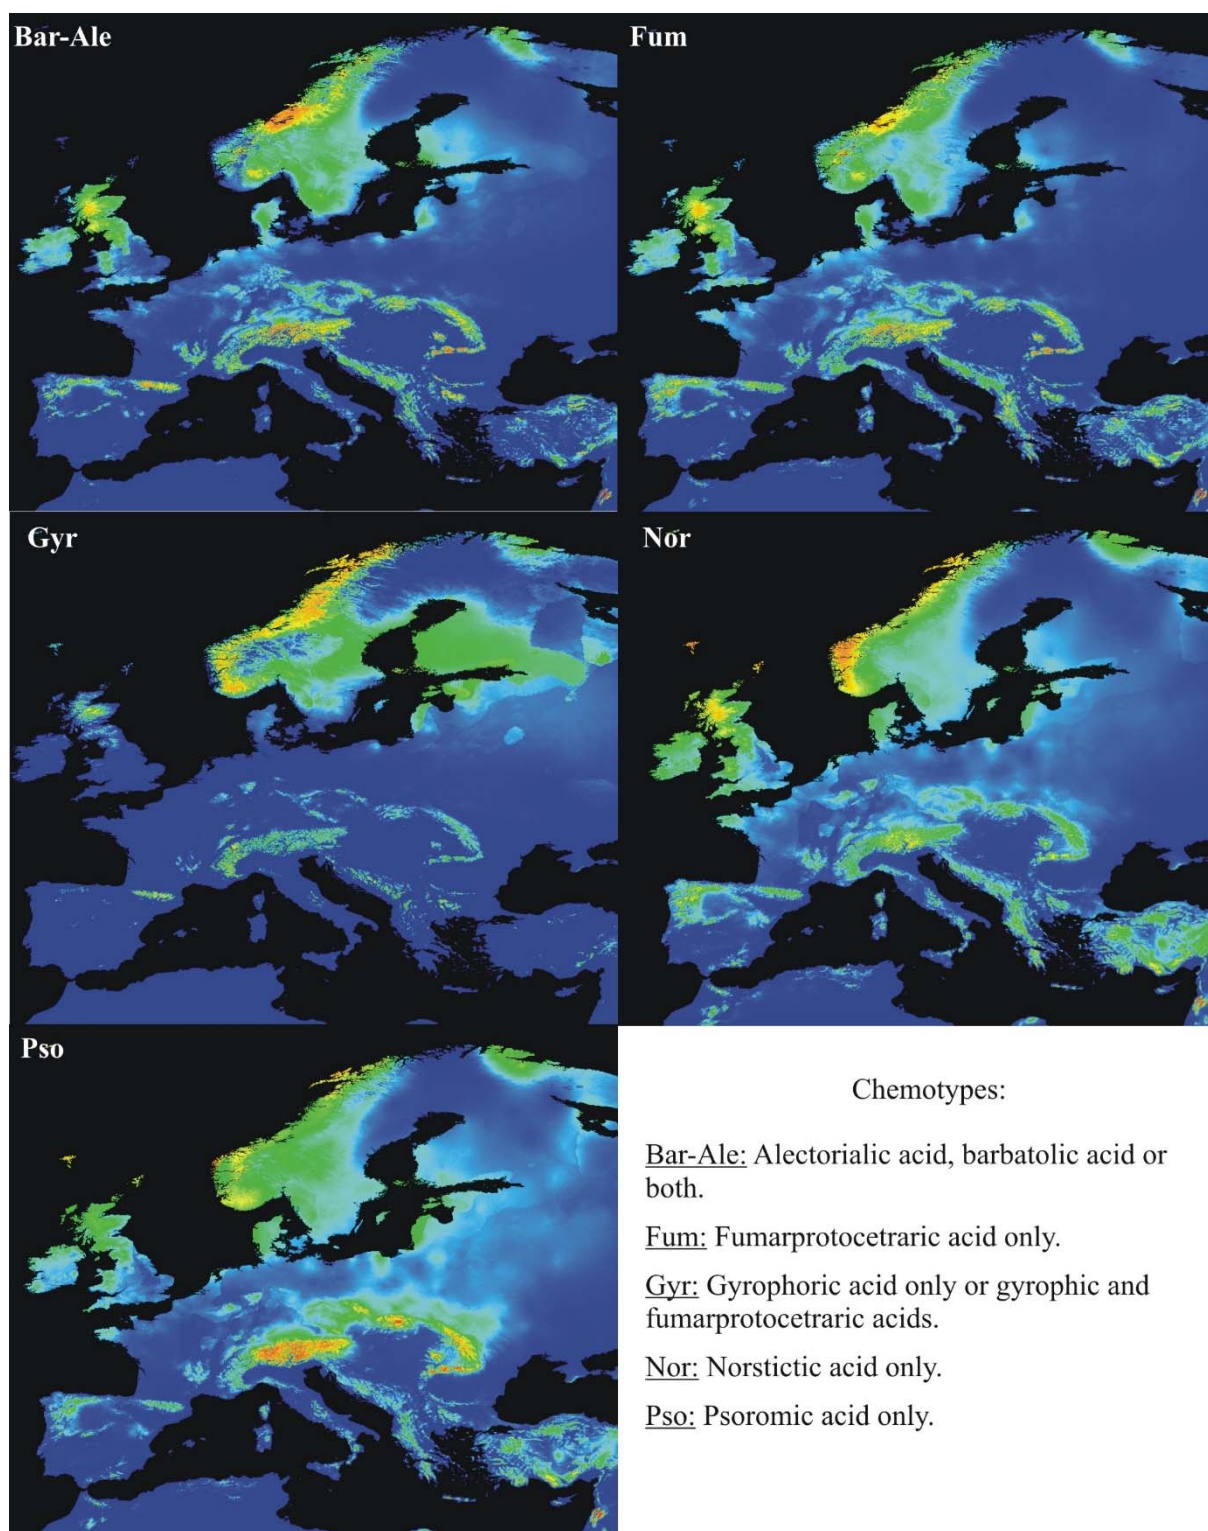 Bar-Ale
Fum
Gyr
Nor
Pso
Chemotypes:
Bar-Ale: Alectorialic acid, barbatolic acid or
both.
Fum: Fumarprotocetraric acid only.
Gyr: Gyrophoric acid only or gyrophic and
fumarprotocetraric acids.
Nor: Norstictic acid only.
Pso: Psoromic acid only.